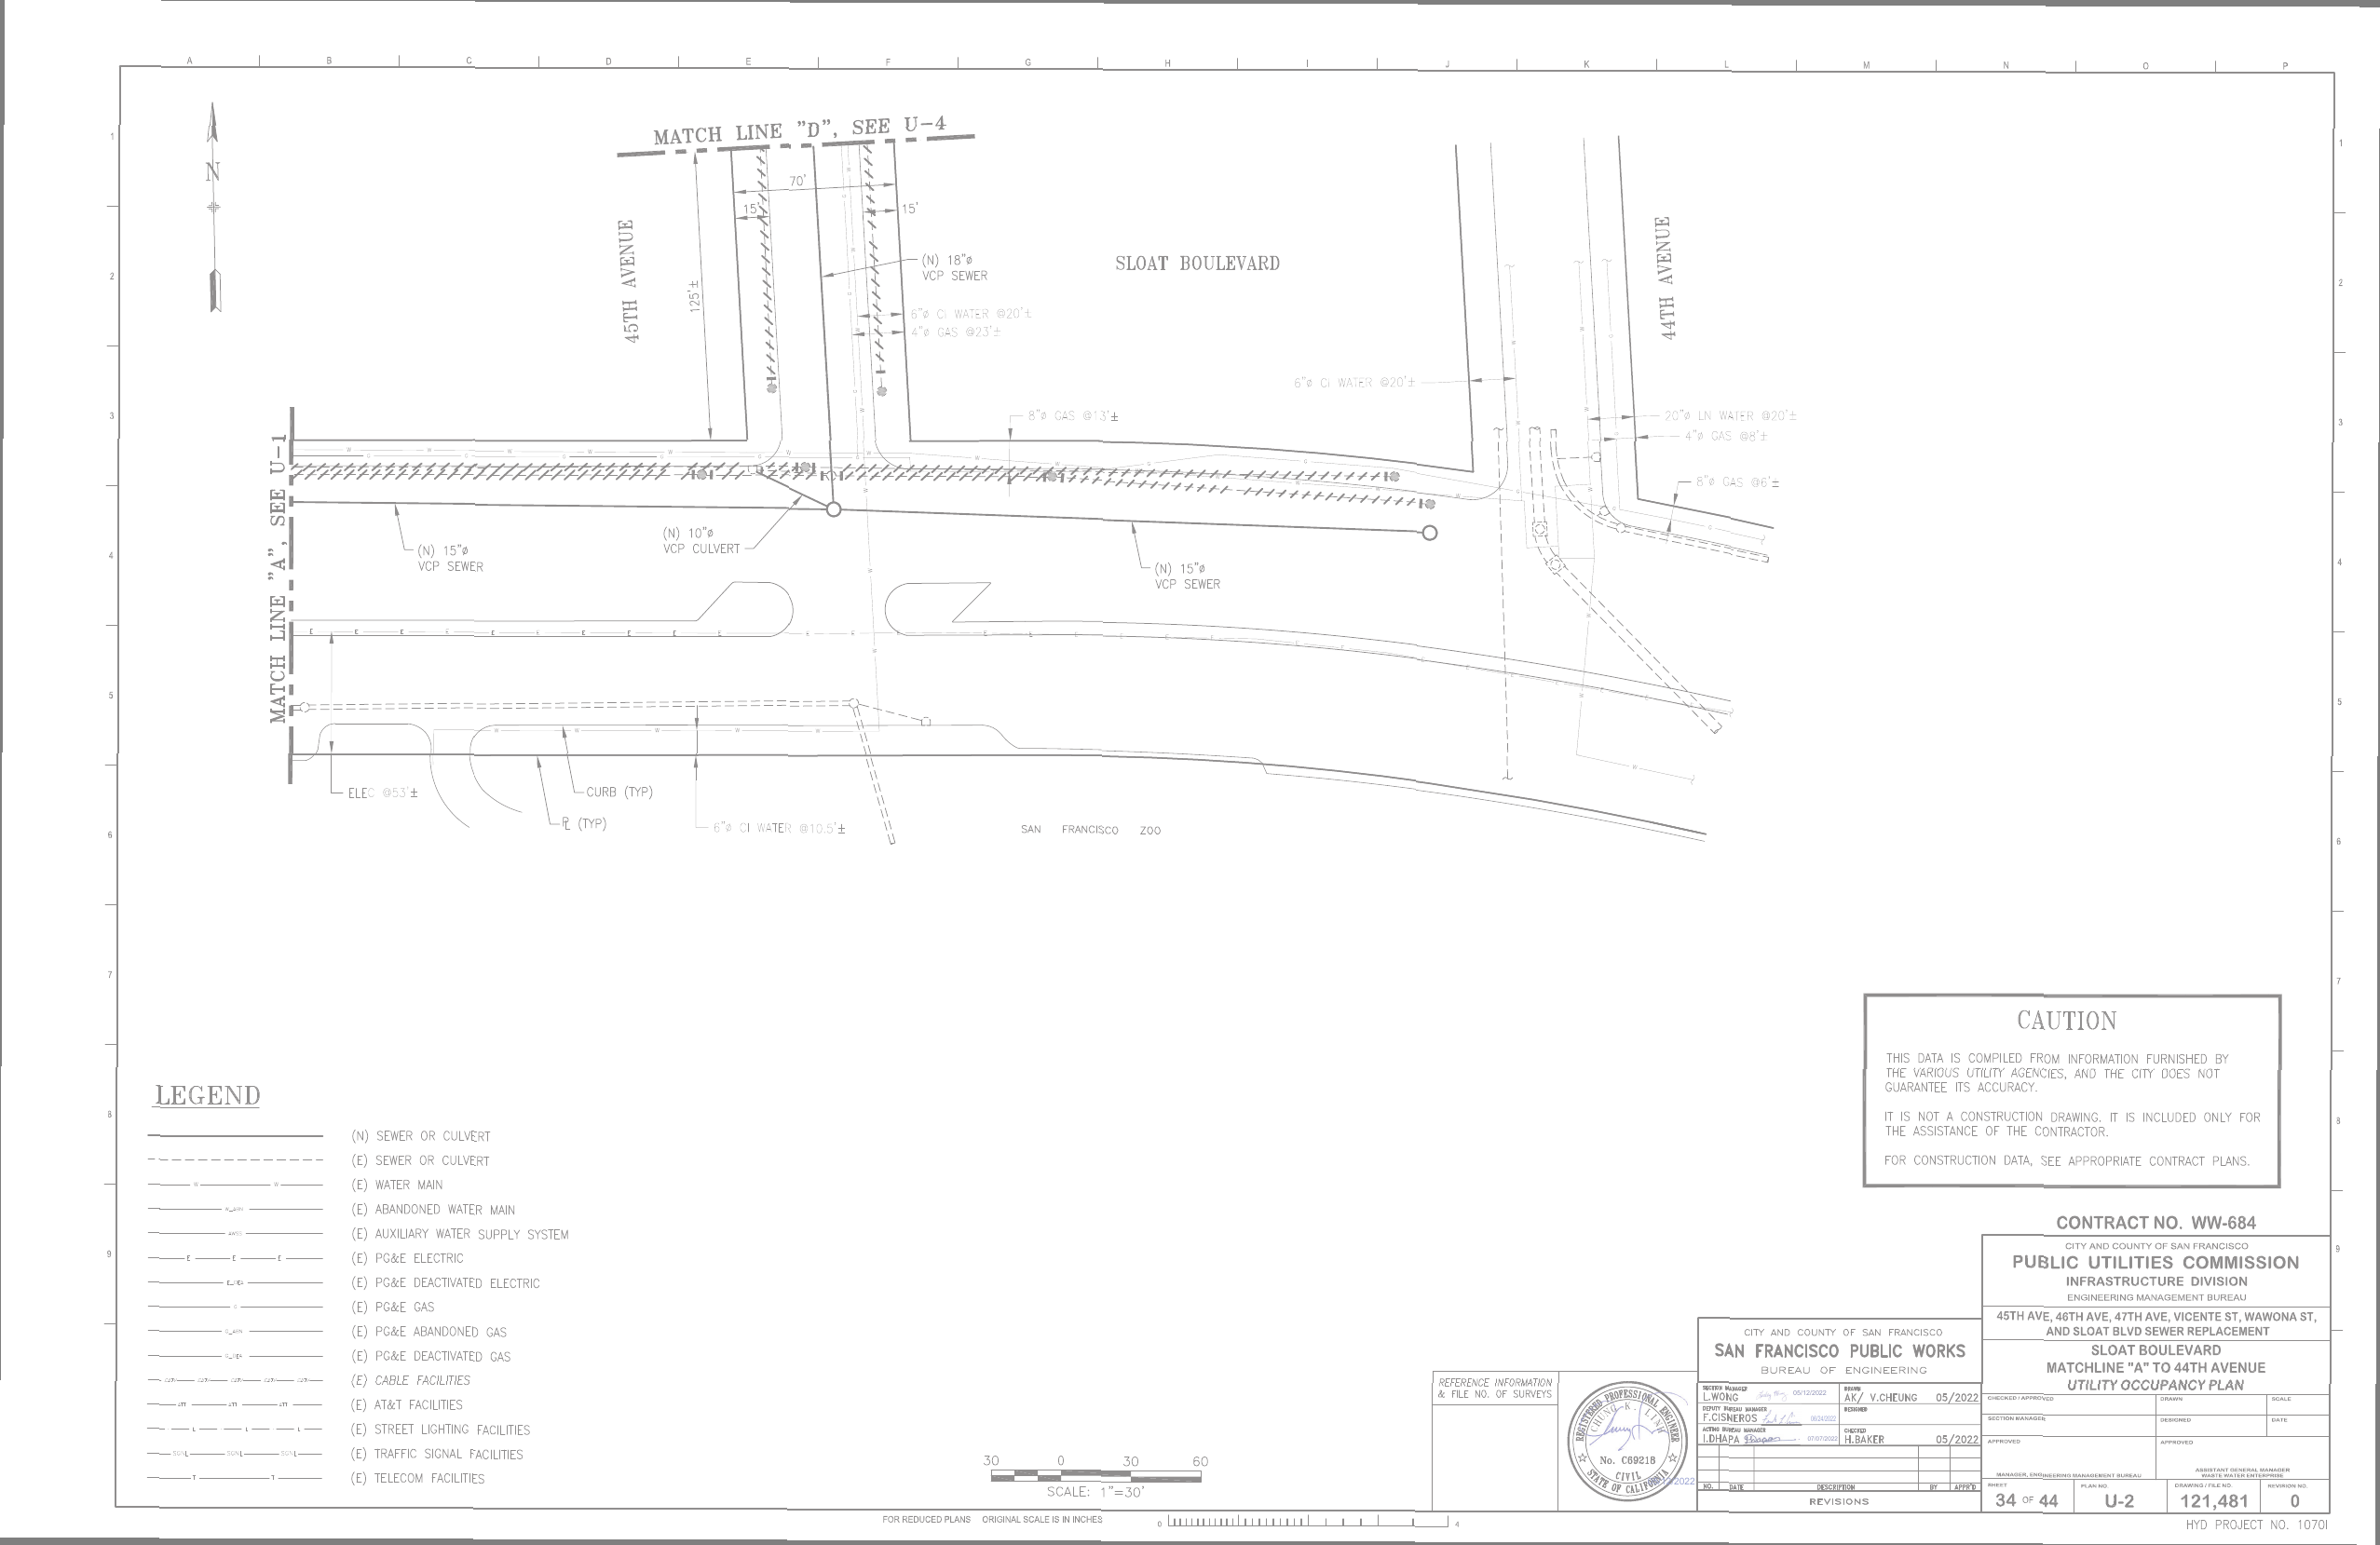 A B C D E F G H I J K L M N O P
1 2 3 4 5 6 7 8 9
1 2 3 4 5 6 7 8 9
N
MATCH LINE "D", SEE U-4
70'
15'
15'
125'±
45TH AVENUE
(N) 18"ø
VCP SEWER
6"ø CI WATER @20'±
4"ø GAS @23'±
SLOAT BOULEVARD
44TH AVENUE
6"ø CI WATER @20'±
8"ø GAS @13'±
20"ø LN WATER @20'±
4"ø GAS @8'±
8"ø GAS @6'±
MATCH LINE "A", SEE U-1
(N) 15"ø
VCP SEWER
(N) 10"ø
VCP CULVERT
(N) 15"ø
VCP SEWER
ELEC @53'±
CURB (TYP)
PL (TYP)
6"ø CI WATER @10.5'±
SAN FRANCISCO ZOO
CAUTION
THIS DATA IS COMPILED FROM INFORMATION FURNISHED BY
THE VARIOUS UTILITY AGENCIES, AND THE CITY DOES NOT
GUARANTEE ITS ACCURACY.
IT IS NOT A CONSTRUCTION DRAWING. IT IS INCLUDED ONLY FOR
THE ASSISTANCE OF THE CONTRACTOR.
FOR CONSTRUCTION DATA, SEE APPROPRIATE CONTRACT PLANS.
LEGEND
(N) SEWER OR CULVERT
(E) SEWER OR CULVERT
W W (E) WATER MAIN
(E) ABANDONED WATER MAIN
AWSS (E) AUXILIARY WATER SUPPLY SYSTEM
E E E (E) PG&E ELECTRIC
(E) PG&E DEACTIVATED ELECTRIC
G (E) PG&E GAS
(E) PG&E ABANDONED GAS
(E) PG&E DEACTIVATED GAS
(E) CABLE FACILITIES
(E) AT&T FACILITIES
L L L (E) STREET LIGHTING FACILITIES
(E) TRAFFIC SIGNAL FACILITIES
T T (E) TELECOM FACILITIES
30 0 30 60
SCALE: 1"=30'
FOR REDUCED PLANS ORIGINAL SCALE IS IN INCHES
0 4
REFERENCE INFORMATION
& FILE NO. OF SURVEYS
REGISTERED PROFESSIONAL ENGINEER
No. C69218
CIVIL
STATE OF CALIFORNIA
CITY AND COUNTY OF SAN FRANCISCO
SAN FRANCISCO PUBLIC WORKS
BUREAU OF ENGINEERING
SECTION MANAGER
L.WONG 05/12/2022
DRAWN
AK/ V.CHEUNG 05/2022
DEPUTY BUREAU MANAGER
F.CISNEROS
DESIGNED
ACTING BUREAU MANAGER
I.DHAPA 07/07/2022
CHECKED
H.BAKER 05/2022
NO. DATE DESCRIPTION BY APPR'D
REVISIONS
CONTRACT NO. WW-684
CITY AND COUNTY OF SAN FRANCISCO
PUBLIC UTILITIES COMMISSION
INFRASTRUCTURE DIVISION
ENGINEERING MANAGEMENT BUREAU
45TH AVE, 46TH AVE, 47TH AVE, VICENTE ST, WAWONA ST,
AND SLOAT BLVD SEWER REPLACEMENT
SLOAT BOULEVARD
MATCHLINE "A" TO 44TH AVENUE
UTILITY OCCUPANCY PLAN
CHECKED / APPROVED DRAWN SCALE
SECTION MANAGER DESIGNED DATE
APPROVED APPROVED
MANAGER, ENGINEERING MANAGEMENT BUREAU
ASSISTANT GENERAL MANAGER
WASTE WATER ENTERPRISE
SHEET PLAN NO. DRAWING / FILE NO. REVISION NO.
34 OF 44 U-2 121,481 0
HYD PROJECT NO. 1070I